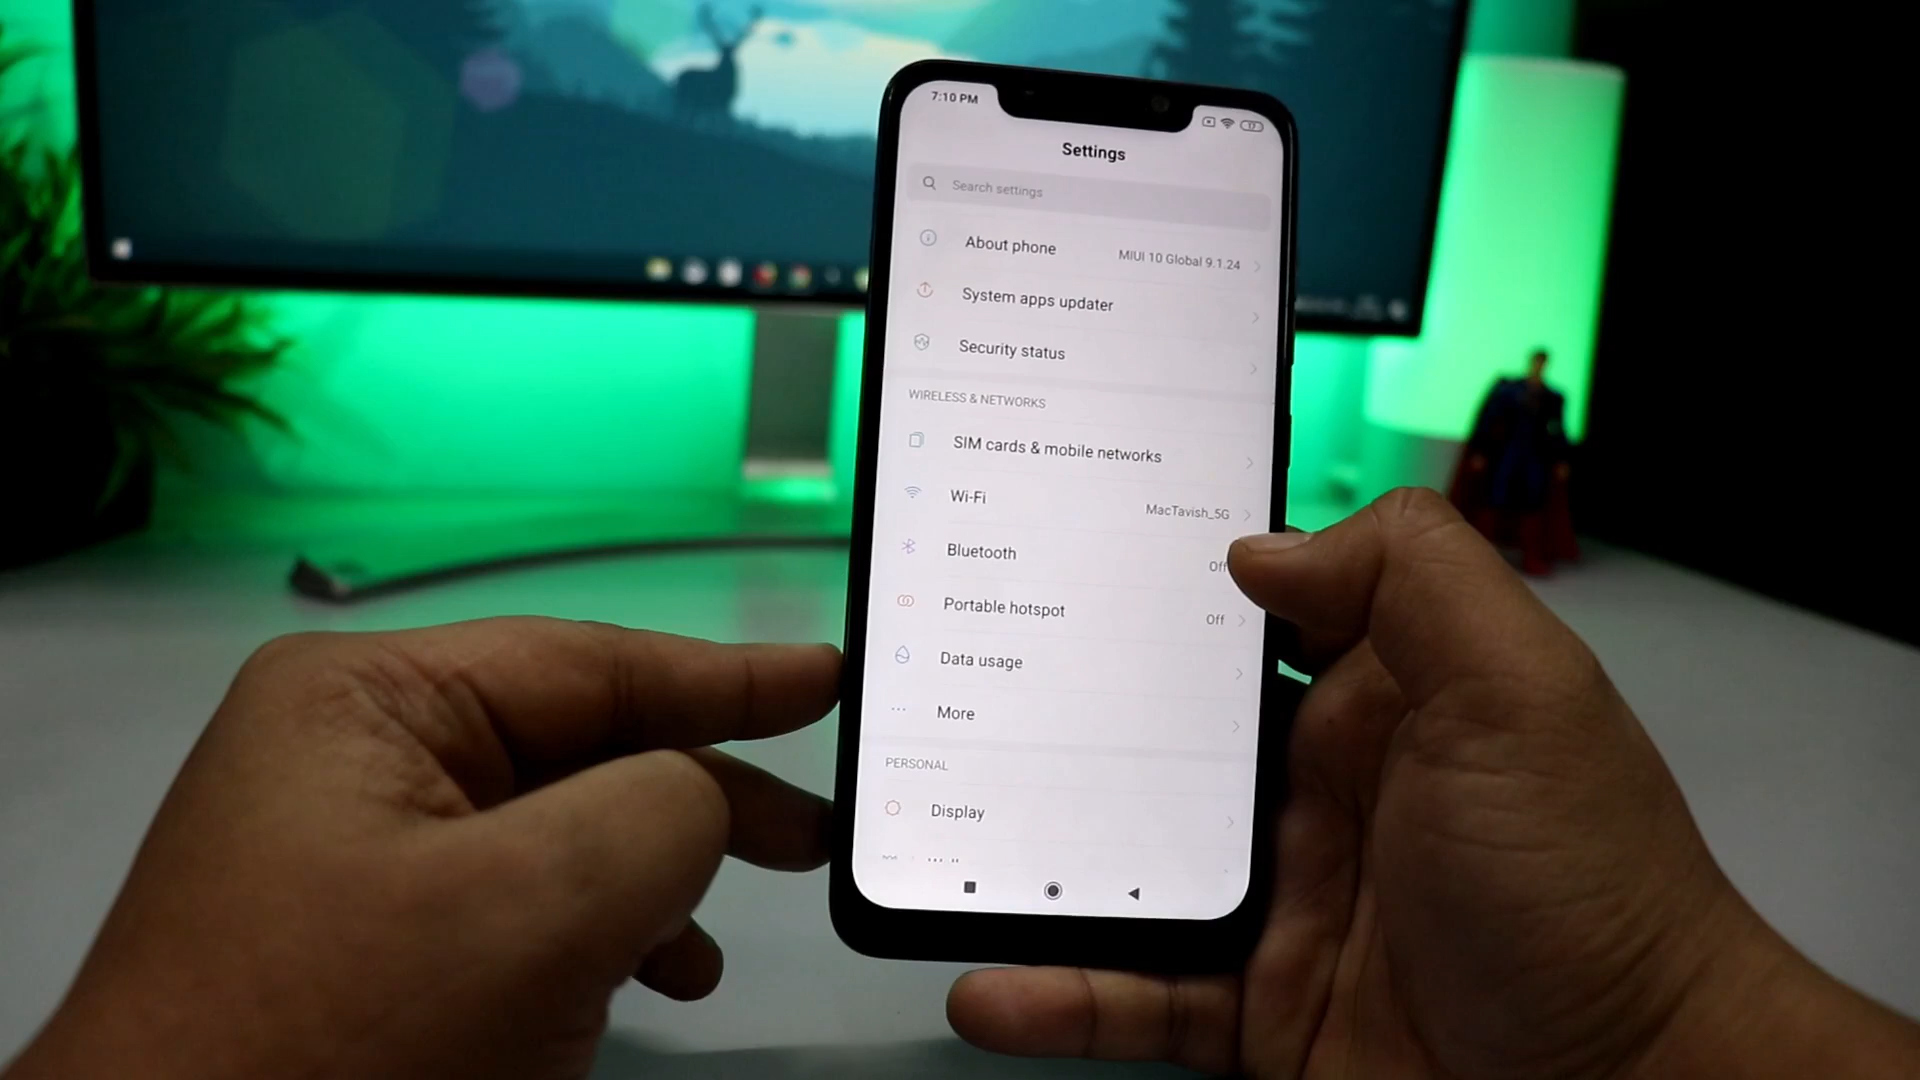 7:10 PM
Settings
Search settings
About phone MIUI 10 Global 9.1.24
System apps updater
Security status
WIRELESS & NETWORKS
SIM cards & mobile networks
Wi-Fi MacTavish_5G
Bluetooth Off
Portable hotspot Off
Data usage
More
PERSONAL
Display